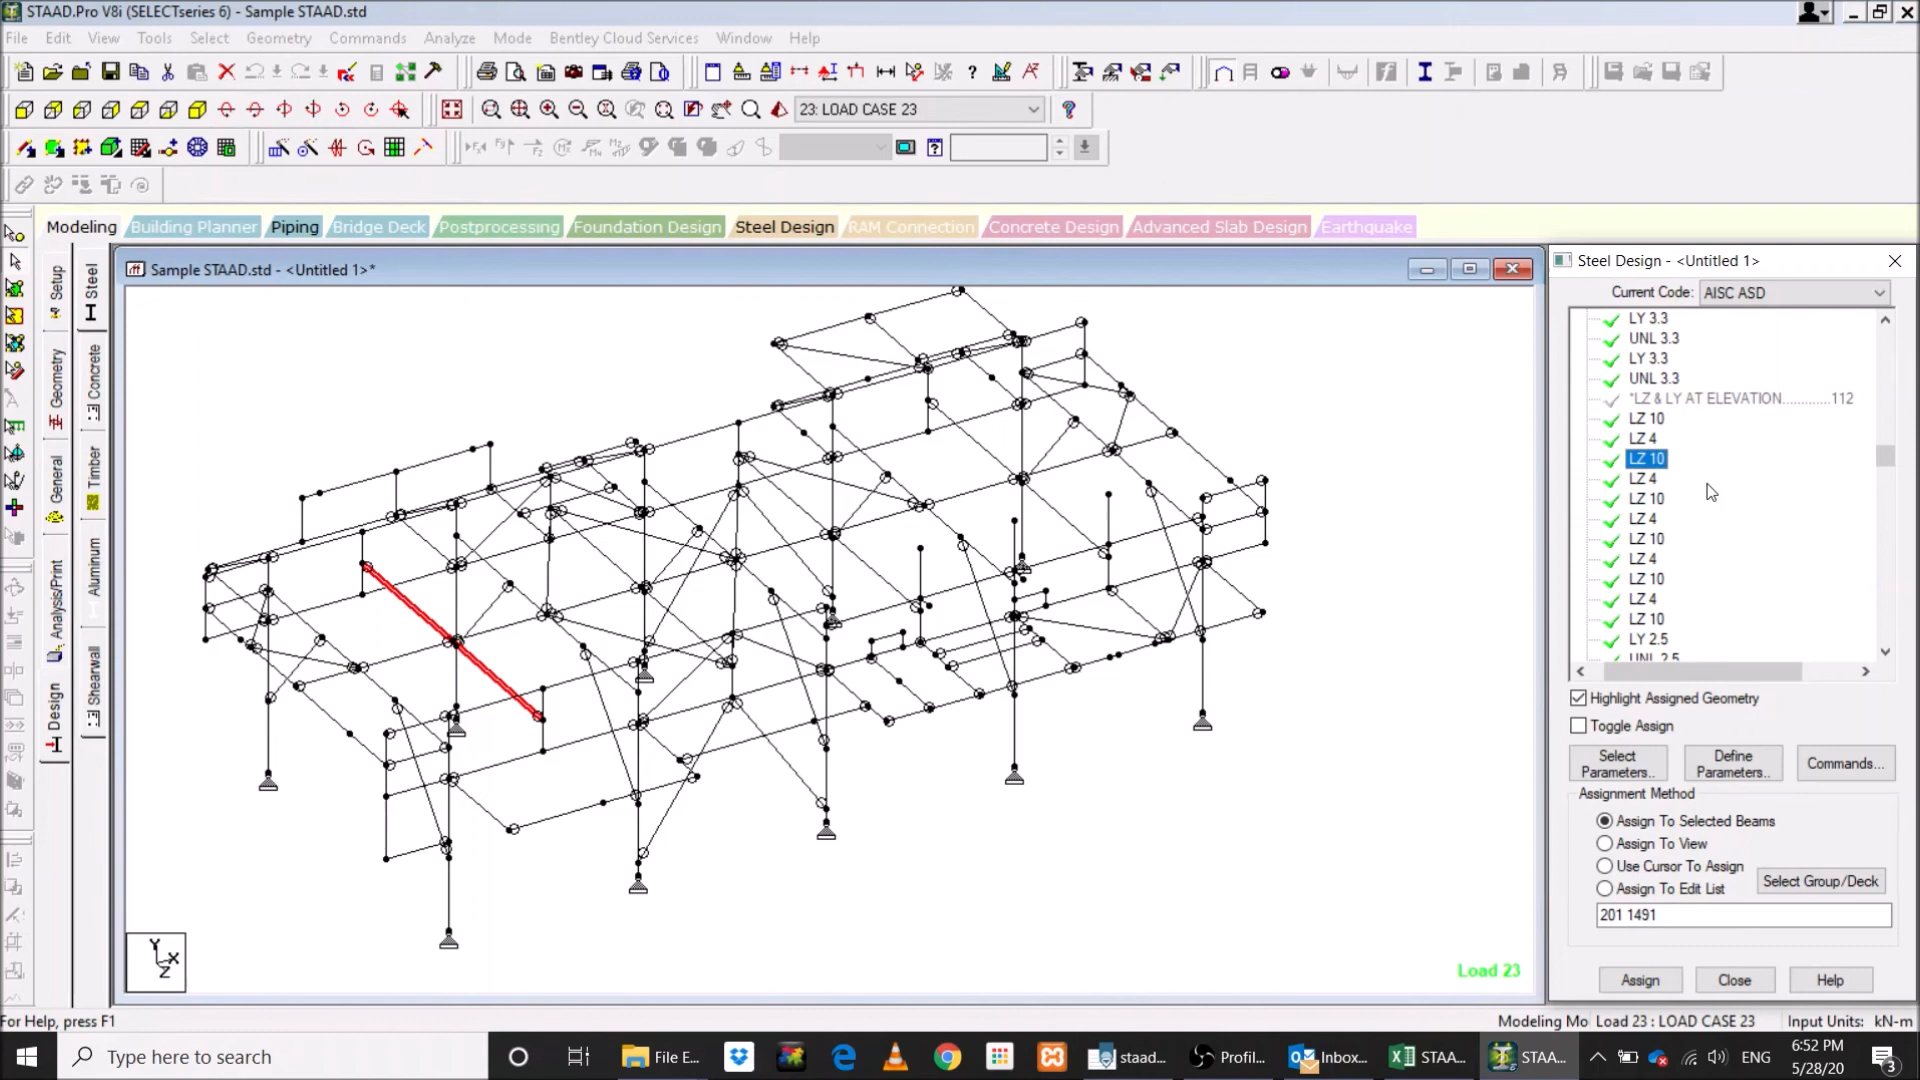 STAAD.Pro V8i (SELECTseries 6) - Sample STAAD.std
File Edit View Tools Select Geometry Commands Analyze Mode Bentley Cloud Services Window Help
23: LOAD CASE 23
Modeling Building Planner Piping Bridge Deck Postprocessing Foundation Design Steel Design RAM Connection Concrete Design Advanced Slab Design Earthquake
Setup
Geometry
General
Analysis/Print
Design
Steel
Concrete
Timber
Aluminum
Shearwall
Sample STAAD.std - <Untitled 1>*
Y
X
Z
Load 23
Steel Design - <Untitled 1>
Current Code: AISC ASD
LY 3.3
UNL 3.3
LY 3.3
UNL 3.3
*LZ & LY AT ELEVATION............112
LZ 10
LZ 4
LZ 10
LZ 4
LZ 10
LZ 4
LZ 10
LZ 4
LZ 10
LZ 4
LZ 10
LY 2.5
UNL 2.5
Highlight Assigned Geometry
Toggle Assign
Select Parameters..
Define Parameters..
Commands...
Assignment Method
Assign To Selected Beams
Assign To View
Use Cursor To Assign
Assign To Edit List
Select Group/Deck
201 1491
Assign Close Help
For Help, press F1
Modeling Mo Load 23 : LOAD CASE 23 Input Units: kN-m
Type here to search
File E...
staad...
Profil...
Inbox...
STAA...
STAA...
ENG
6:52 PM
5/28/20
3